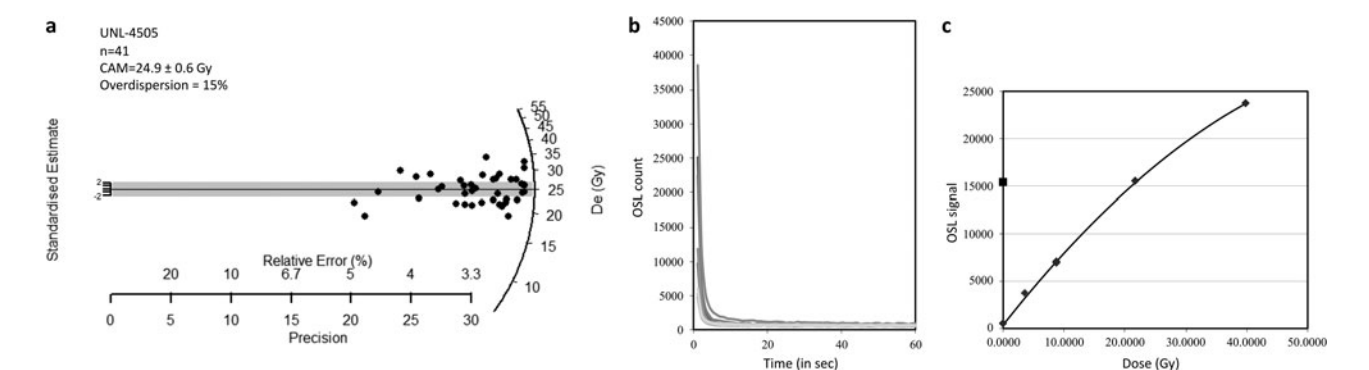 a
UNL-4505
n=41
CAM=24.9 ± 0.6 Gy
Overdispersion = 15%
Standardised Estimate
2
-2
55
50
45
40
35
30
25
20
15
10
De (Gy)
Relative Error (%)
20 10 6.7 5 4 3.3
0 5 10 15 20 25 30
Precision
b
45000
40000
35000
30000
25000
20000
15000
10000
5000
0
OSL count
0 20 40 60
Time (in sec)
c
25000
20000
15000
10000
5000
0
OSL signal
0.0000 10.0000 20.0000 30.0000 40.0000 50.0000
Dose (Gy)